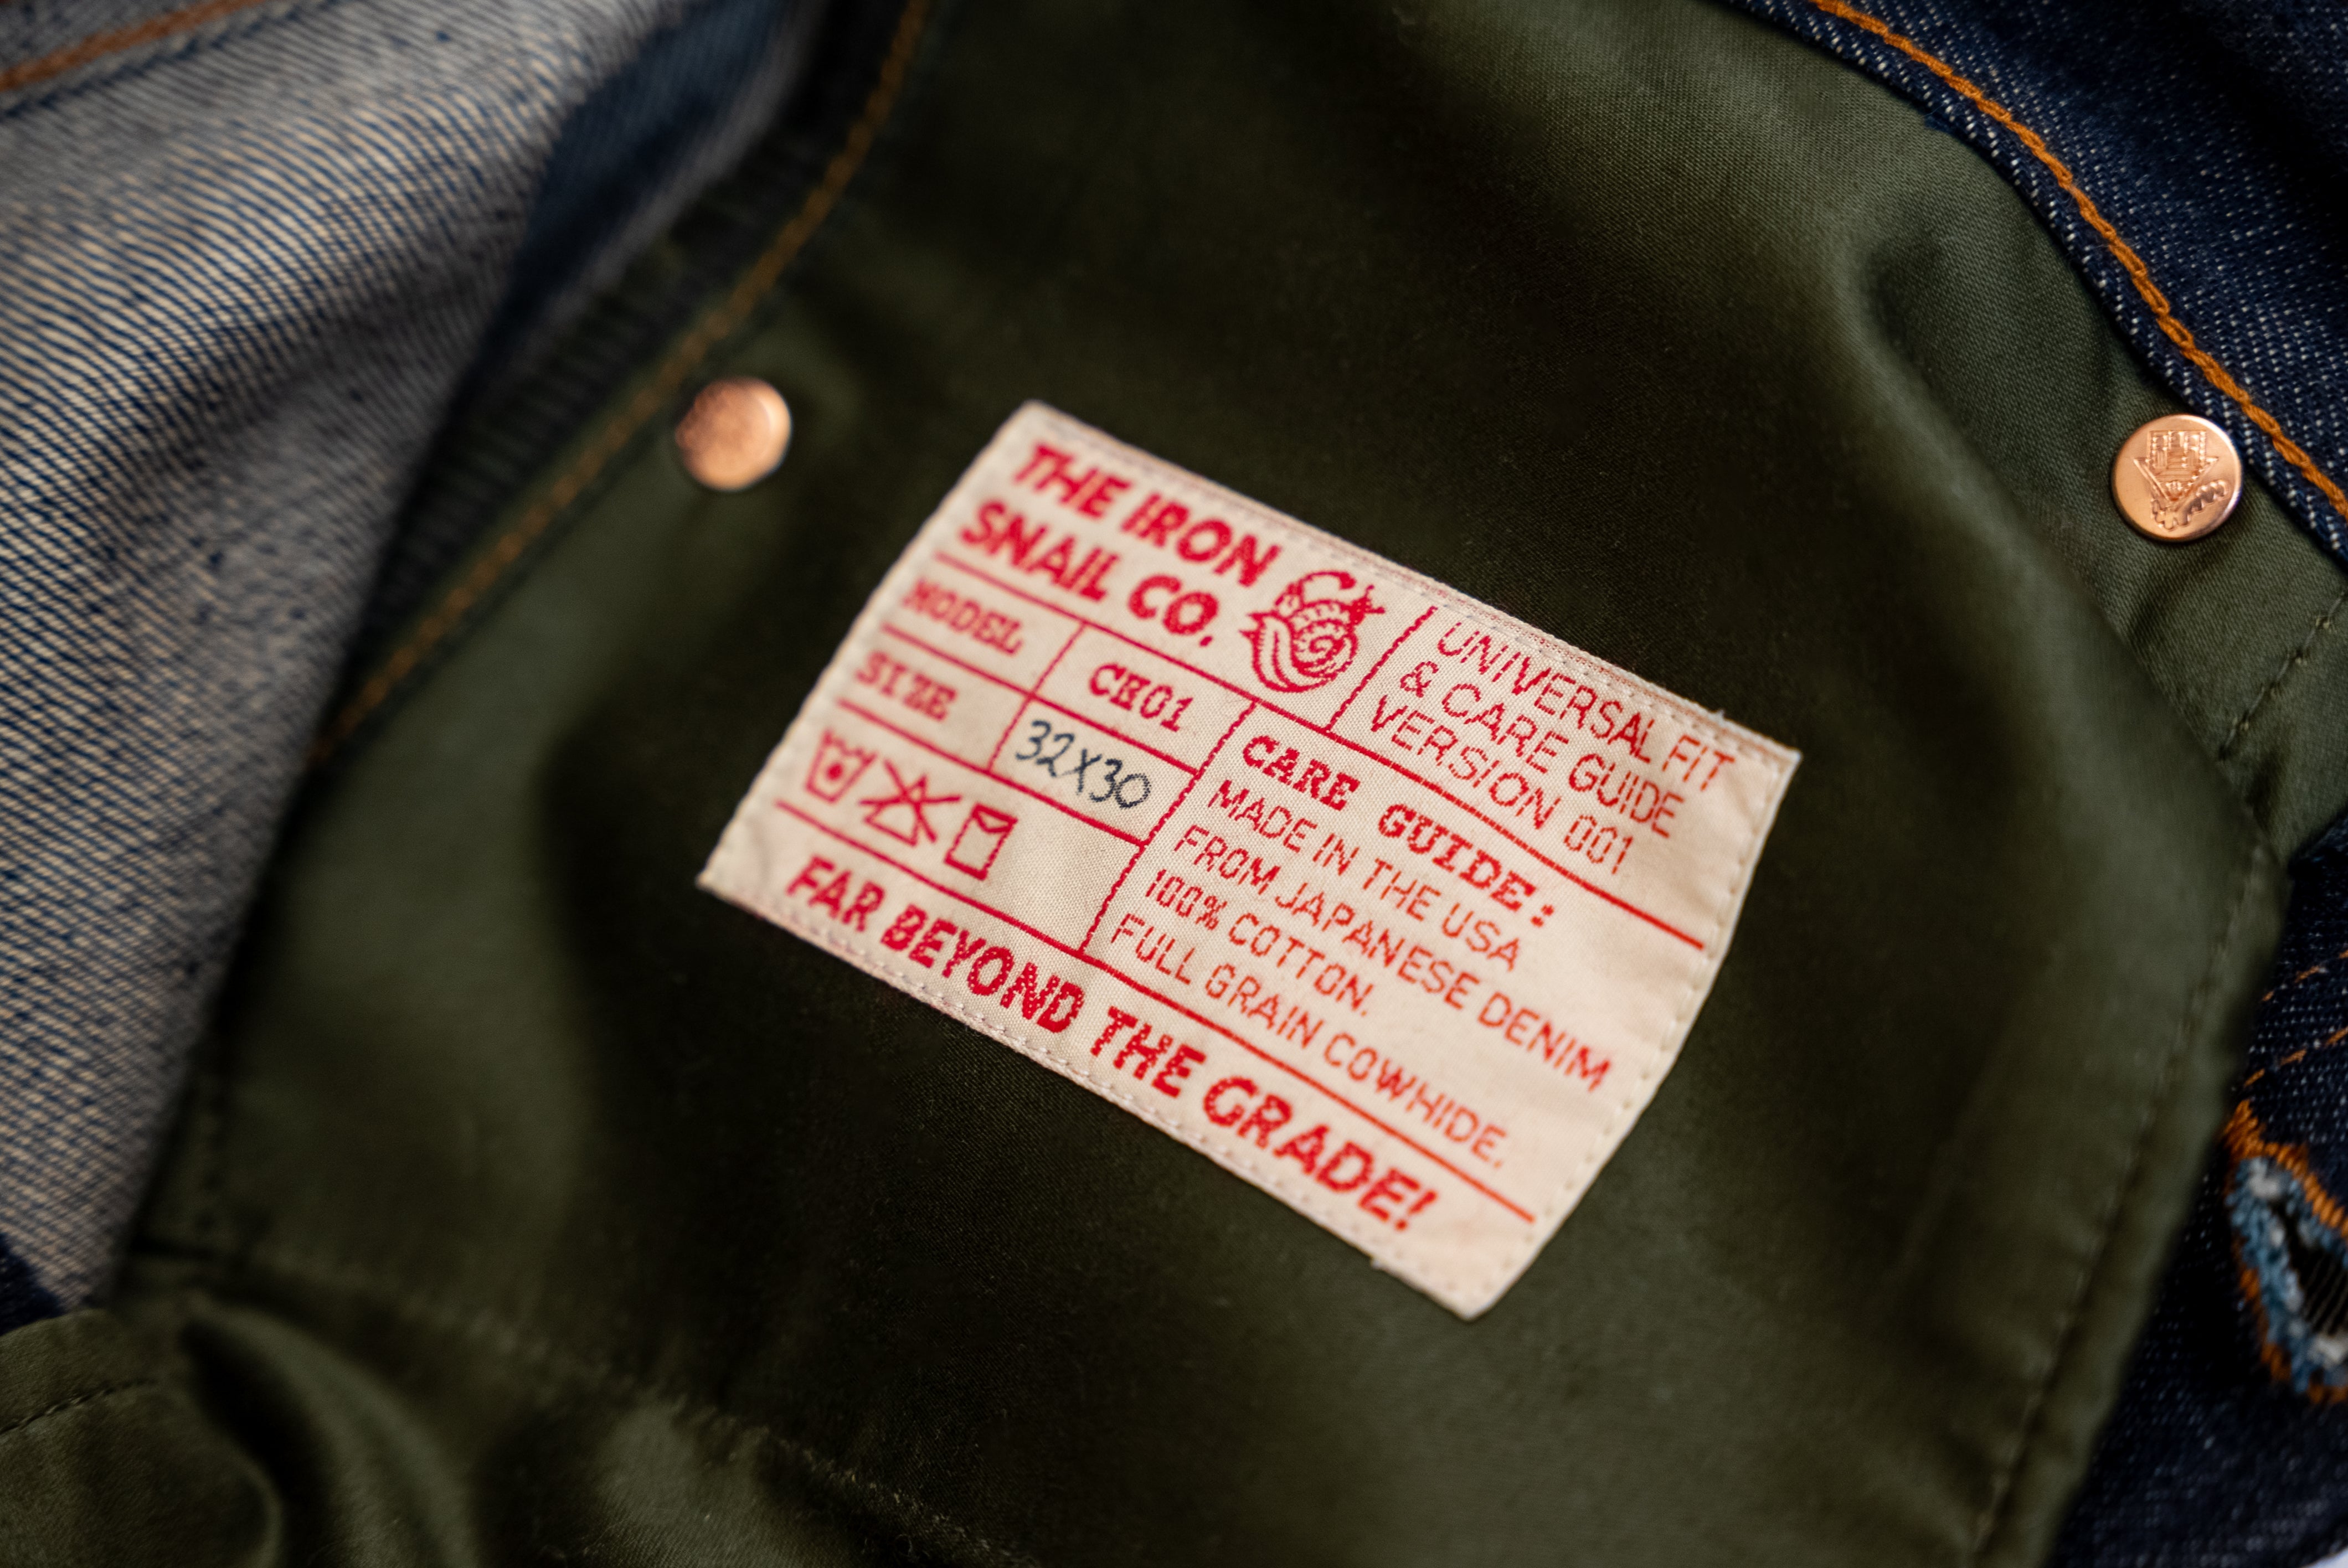 THE IRON
SNAIL CO.
UNIVERSAL FIT
& CARE GUIDE
VERSION 001
MODEL
CH01
SIZE
32X30
CARE GUIDE:
MADE IN THE USA
FROM JAPANESE DENIM
100% COTTON.
FULL GRAIN COWHIDE.
FAR BEYOND THE GRADE!